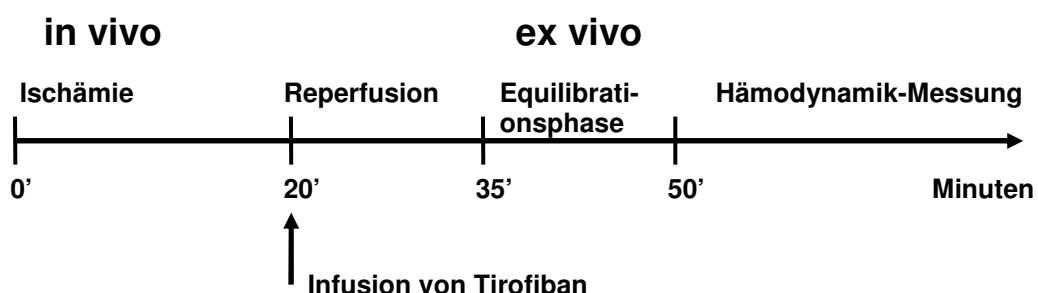 in vivo ex vivo
Ischämie Reperfusion Equilibrati- Hämodynamik-Messung
onsphase
0’ 20’ 35’ 50’ Minuten
Infusion von Tirofiban